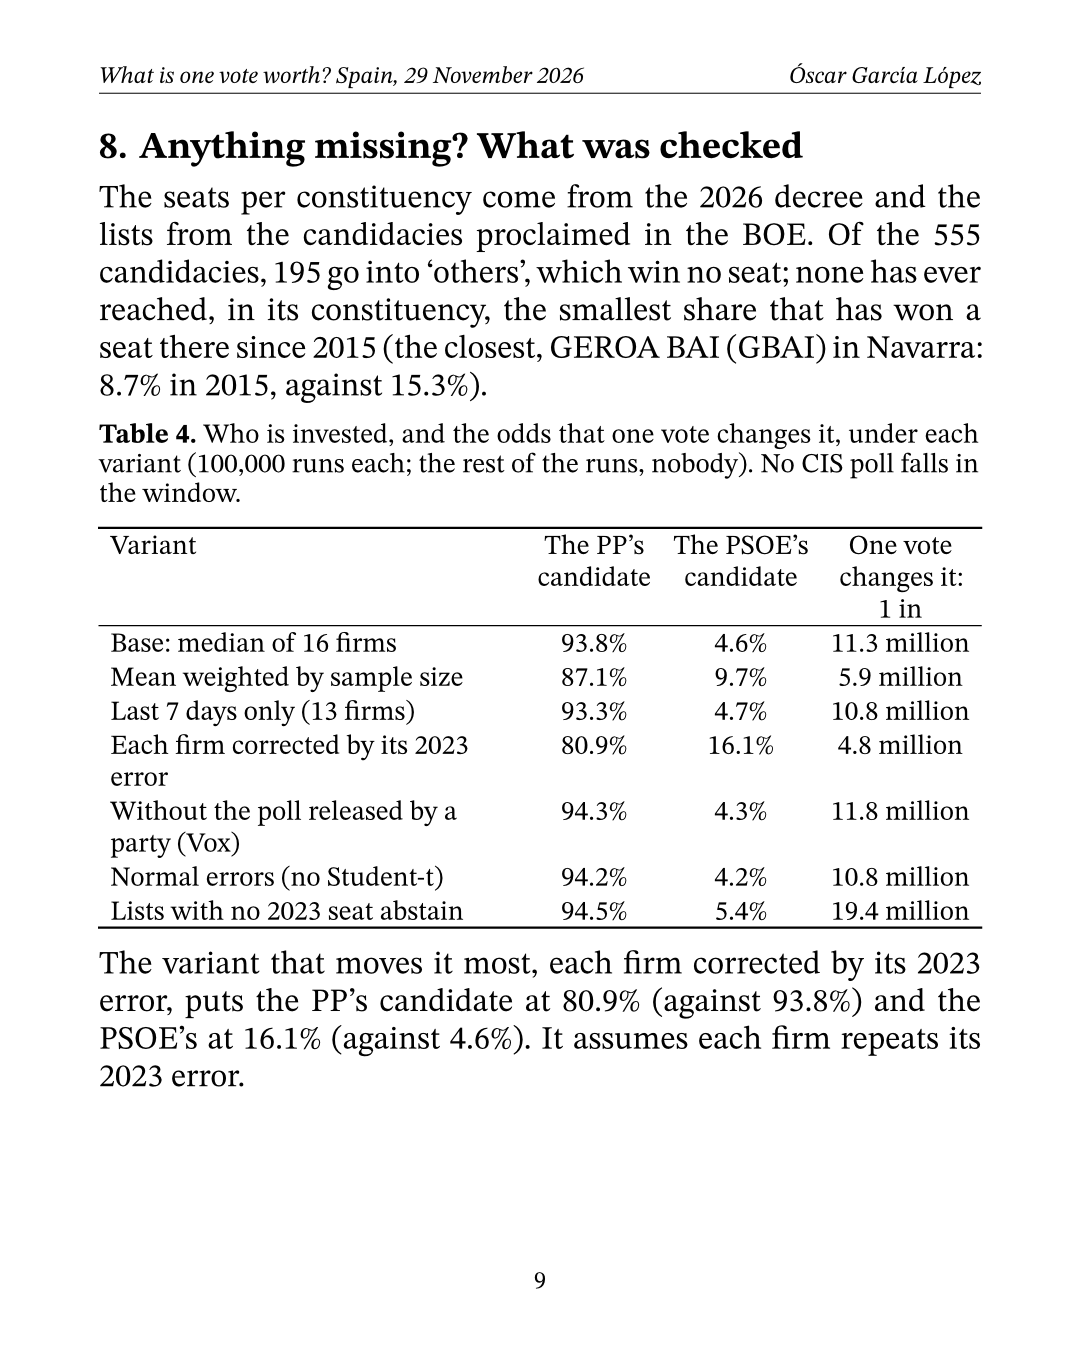 What is one vote worth? Spain, 29 November 2026 Óscar García López
8. Anything missing? What was checked
The seats per constituency come from the 2026 decree and the
lists from the candidacies proclaimed in the BOE. Of the 555
candidacies, 195 go into ‘others’, which win no seat; none has ever
reached, in its constituency, the smallest share that has won a
seat there since 2015 (the closest, GEROA BAI (GBAI) in Navarra:
8.7% in 2015, against 15.3%).
Table 4. Who is invested, and the odds that one vote changes it, under each
variant (100,000 runs each; the rest of the runs, nobody). No CIS poll falls in
the window.
Variant The PP’s The PSOE’s One vote
candidate candidate changes it:
1 in
Base: median of 16 firms 93.8% 4.6% 11.3 million
Mean weighted by sample size 87.1% 9.7% 5.9 million
Last 7 days only (13 firms) 93.3% 4.7% 10.8 million
Each firm corrected by its 2023 80.9% 16.1% 4.8 million
error
Without the poll released by a 94.3% 4.3% 11.8 million
party (Vox)
Normal errors (no Student-t) 94.2% 4.2% 10.8 million
Lists with no 2023 seat abstain 94.5% 5.4% 19.4 million
The variant that moves it most, each firm corrected by its 2023
error, puts the PP’s candidate at 80.9% (against 93.8%) and the
PSOE’s at 16.1% (against 4.6%). It assumes each firm repeats its
2023 error.
9